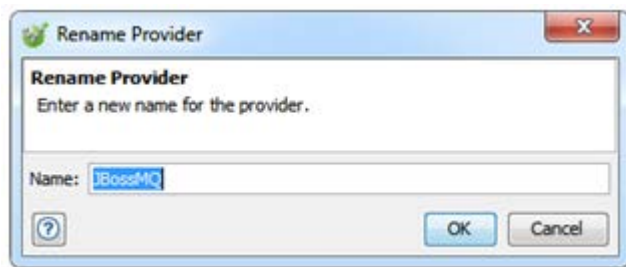 Rename Provider
Rename Provider
Enter a new name for the provider.
Name: JBossMQ
? OK Cancel